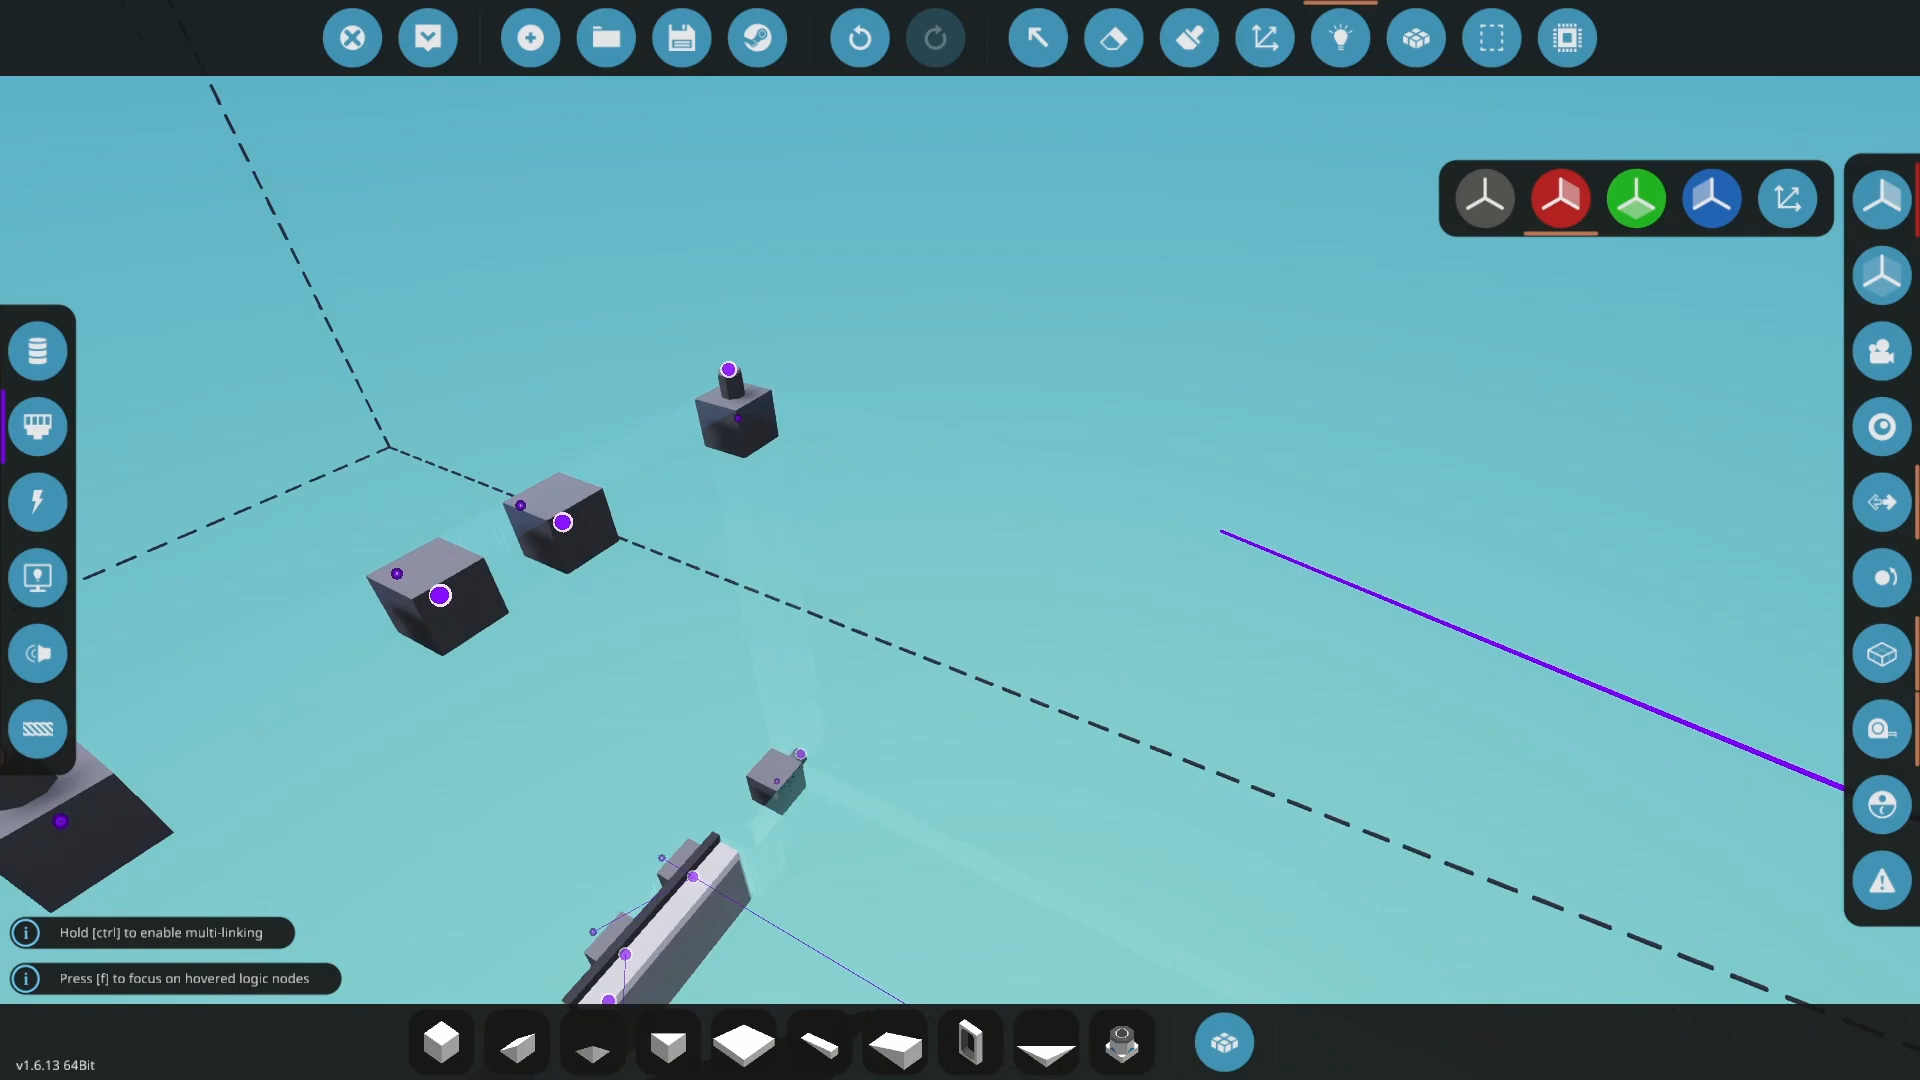 Hold [ctrl] to enable multi-linking
Press [f] to focus on hovered logic nodes
v1.6.13 64Bit